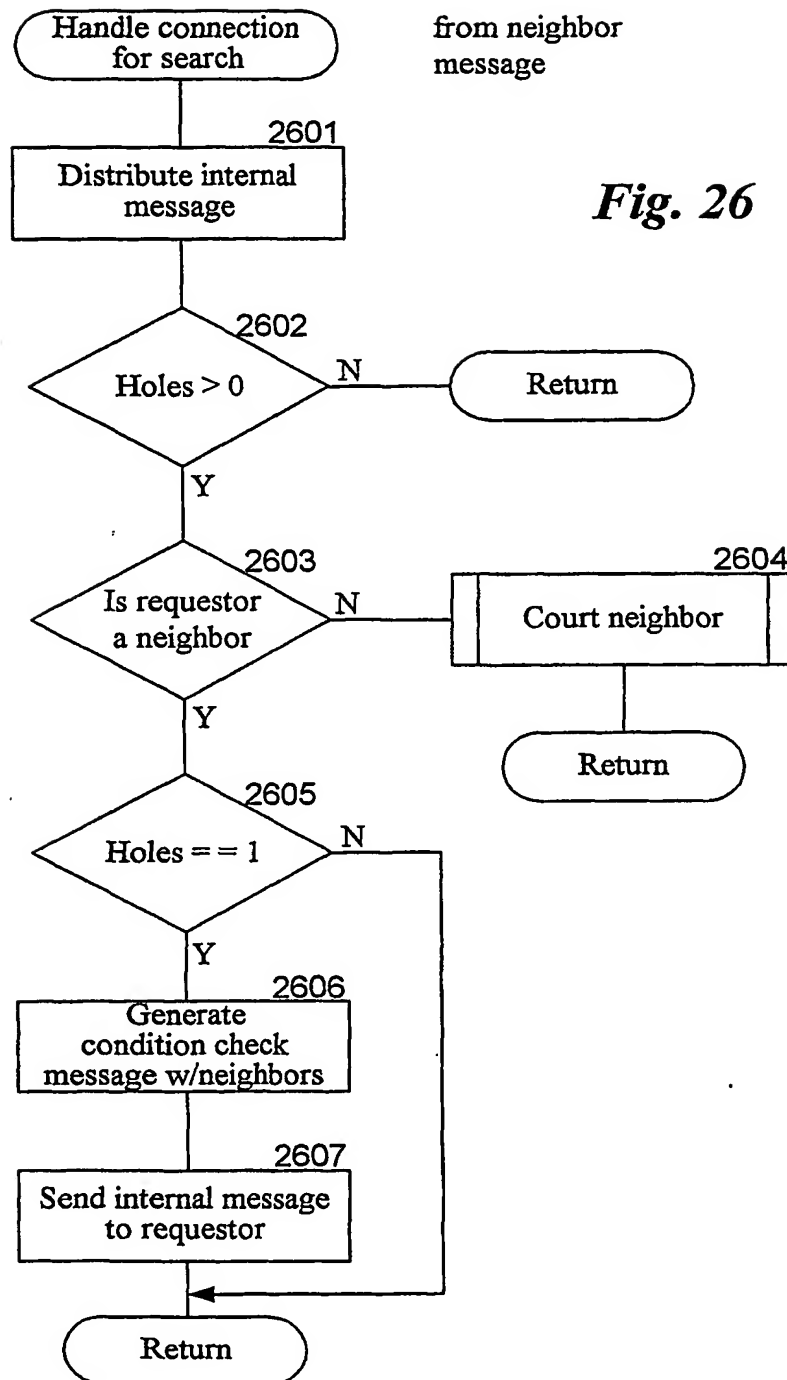 Handle connection
for search
from neighbor
message
Fig. 26
2601
Distribute internal
message
2602
Holes > 0
N
Return
Y
2603
Is requestor
a neighbor
N
2604
Court neighbor
Return
Y
2605
Holes = = 1
N
Y
2606
Generate
condition check
message w/neighbors
2607
Send internal message
to requestor
Return